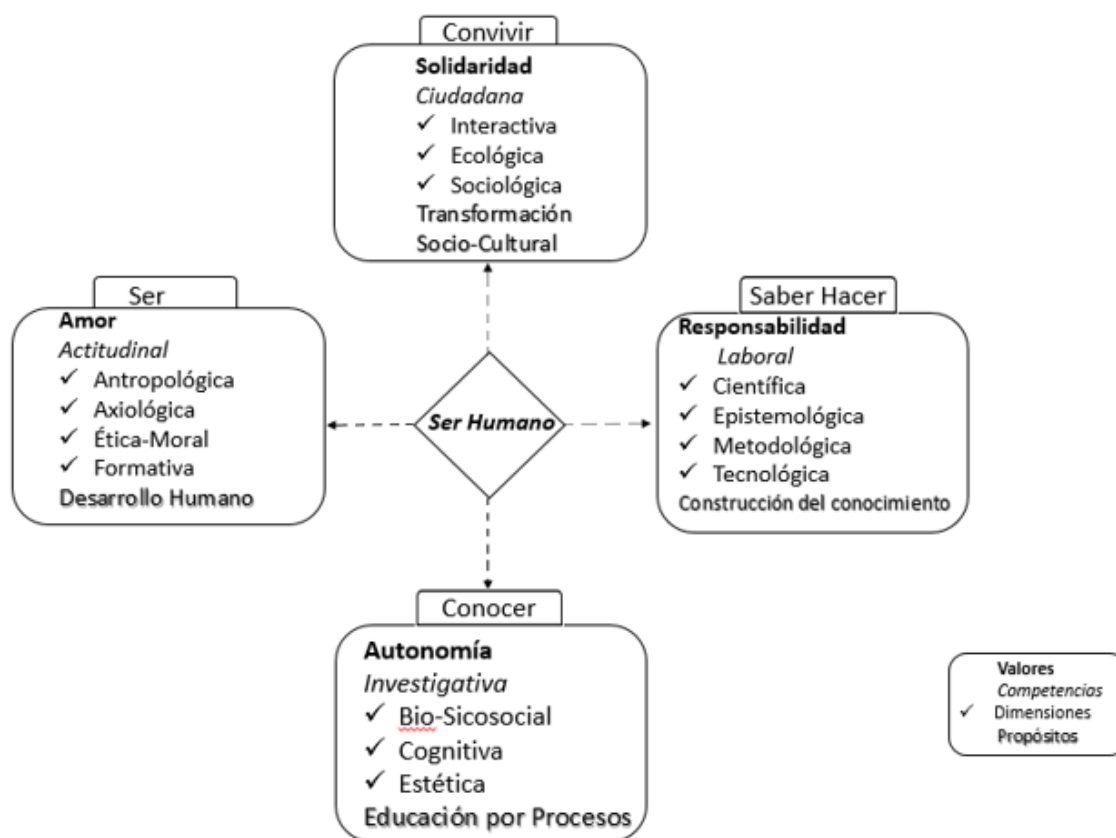 Convivir
Solidaridad
Ciudadana
✓ Interactiva
✓ Ecológica
✓ Sociológica
Transformación
Socio-Cultural
Ser
Amor
Actitudinal
✓ Antropológica
✓ Axiológica
✓ Ética-Moral
✓ Formativa
Desarrollo Humano
Ser Humano
Saber Hacer
Responsabilidad
Laboral
✓ Científica
✓ Epistemológica
✓ Metodológica
✓ Tecnológica
Construcción del conocimiento
Conocer
Autonomía
Investigativa
✓ Bio-Sicosocial
✓ Cognitiva
✓ Estética
Educación por Procesos
Valores
Competencias
✓ Dimensiones
Propósitos